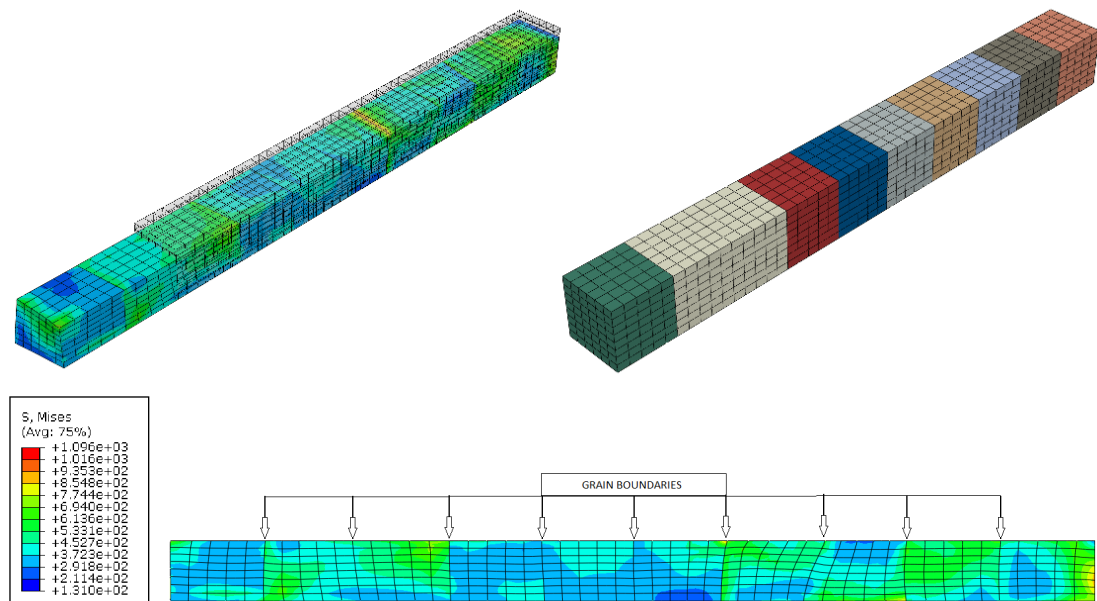 S, Mises
(Avg: 75%)
+1.096e+03
+1.016e+03
+9.353e+02
+8.548e+02
+7.744e+02
+6.940e+02
+6.136e+02
+5.331e+02
+4.527e+02
+3.723e+02
+2.918e+02
+2.114e+02
+1.310e+02
GRAIN BOUNDARIES